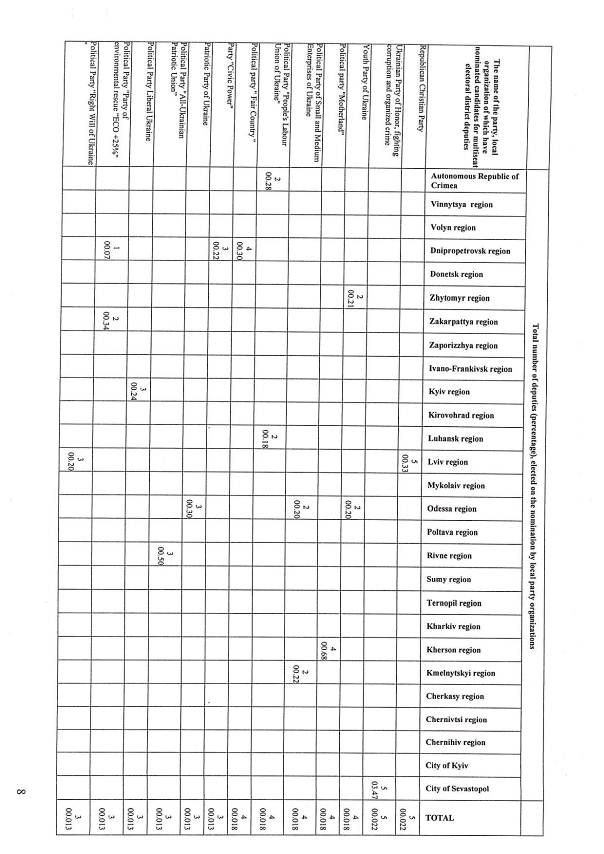 The name of the party, local
organization of which have
nominated candidates for multiseat
electoral district deputies
Total number of deputies (percentage), elected on the nomination by local party organizations
Autonomous Republic of
Crimea
Vinnytsya region
Volyn region
Dnipropetrovsk region
Donetsk region
Zhytomyr region
Zakarpattya region
Zaporizzhya region
Ivano-Frankivsk region
Kyiv region
Kirovohrad region
Luhansk region
Lviv region
Mykolaiv region
Odessa region
Poltava region
Rivne region
Sumy region
Ternopil region
Kharkiv region
Kherson region
Kmelnytskyi region
Cherkasy region
Chernivtsi region
Chernihiv region
City of Kyiv
City of Sevastopol
TOTAL
Republican Christian Party
5
00.33
5
00.022
Ukrainian Party of Honor, fighting
corruption and organized crime
5
03.47
5
00.022
Youth Party of Ukraine
2
00.21
2
00.20
4
00.018
Political party "Motherland"
4
00.68
4
00.018
Political Party of Small and Medium
Enterprises of Ukraine
2
00.20
2
00.22
4
00.018
Political Party "People's Labour
Union of Ukraine"
2
00.28
2
00.18
4
00.018
Political party " Fair Country "
4
00.30
4
00.018
Party "Civic Power"
3
00.22
3
00.013
Patriotic Party of Ukraine
3
00.30
3
00.013
Political Party "All-Ukrainian
Patriotic Union"
3
00.50
3
00.013
Political Party Liberal Ukraine
3
00.24
3
00.013
Political Party "Party of
environmental rescue "ECO +25%"
1
00.07
2
00.34
3
00.013
Political Party "Right Will of Ukraine
3
00.20
3
00.013
8